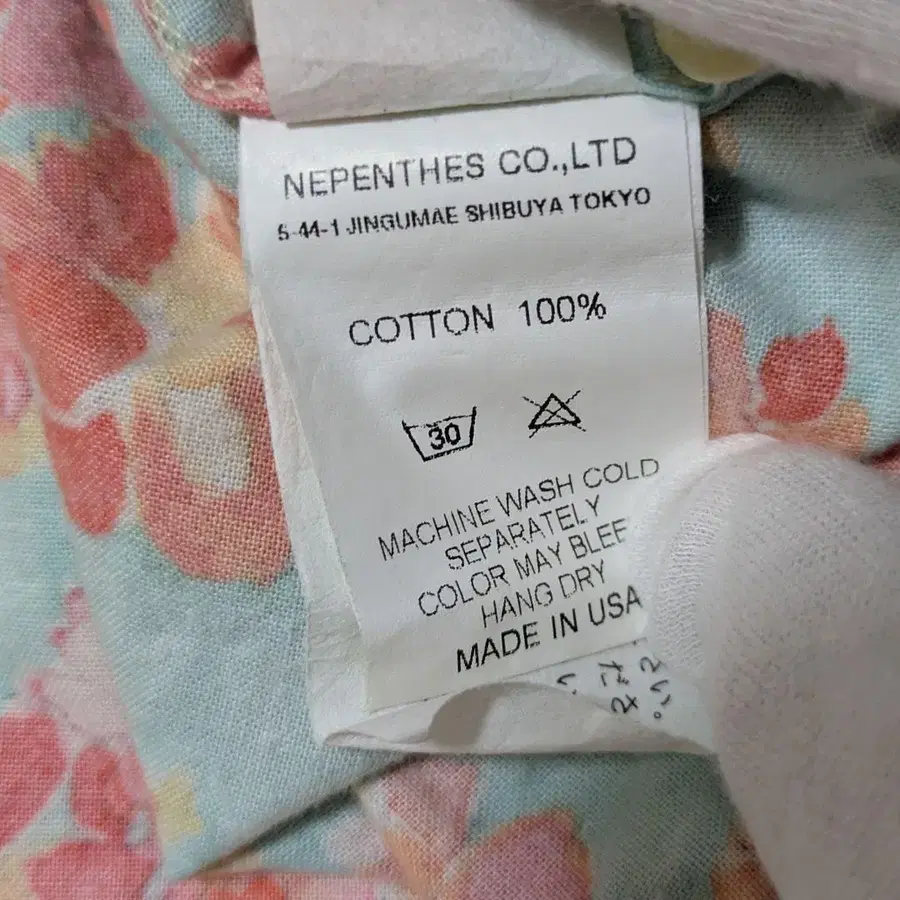 NEPENTHES CO.,LTD
5-44-1 JINGUMAE SHIBUYA TOKYO
COTTON 100%
30
MACHINE WASH COLD
SEPARATELY
COLOR MAY BLEE
HANG DRY
MADE IN USA